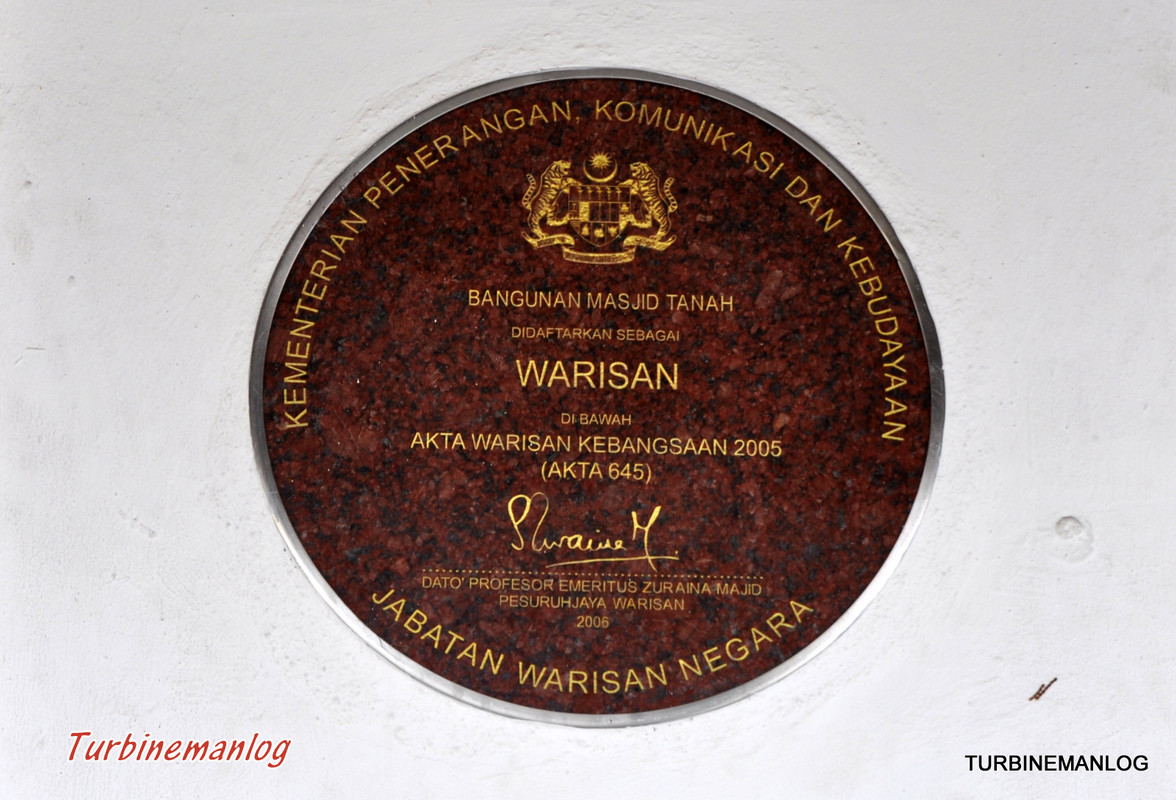 KEMENTERIAN PENERANGAN, KOMUNIKASI DAN KEBUDAYAAN
BANGUNAN MASJID TANAH
DIDAFTARKAN SEBAGAI
WARISAN
DI BAWAH
AKTA WARISAN KEBANGSAAN 2005
(AKTA 645)
DATO' PROFESOR EMERITUS ZURAINA MAJID
PESURUHJAYA WARISAN
2006
JABATAN WARISAN NEGARA
Turbinemanlog
TURBINEMANLOG